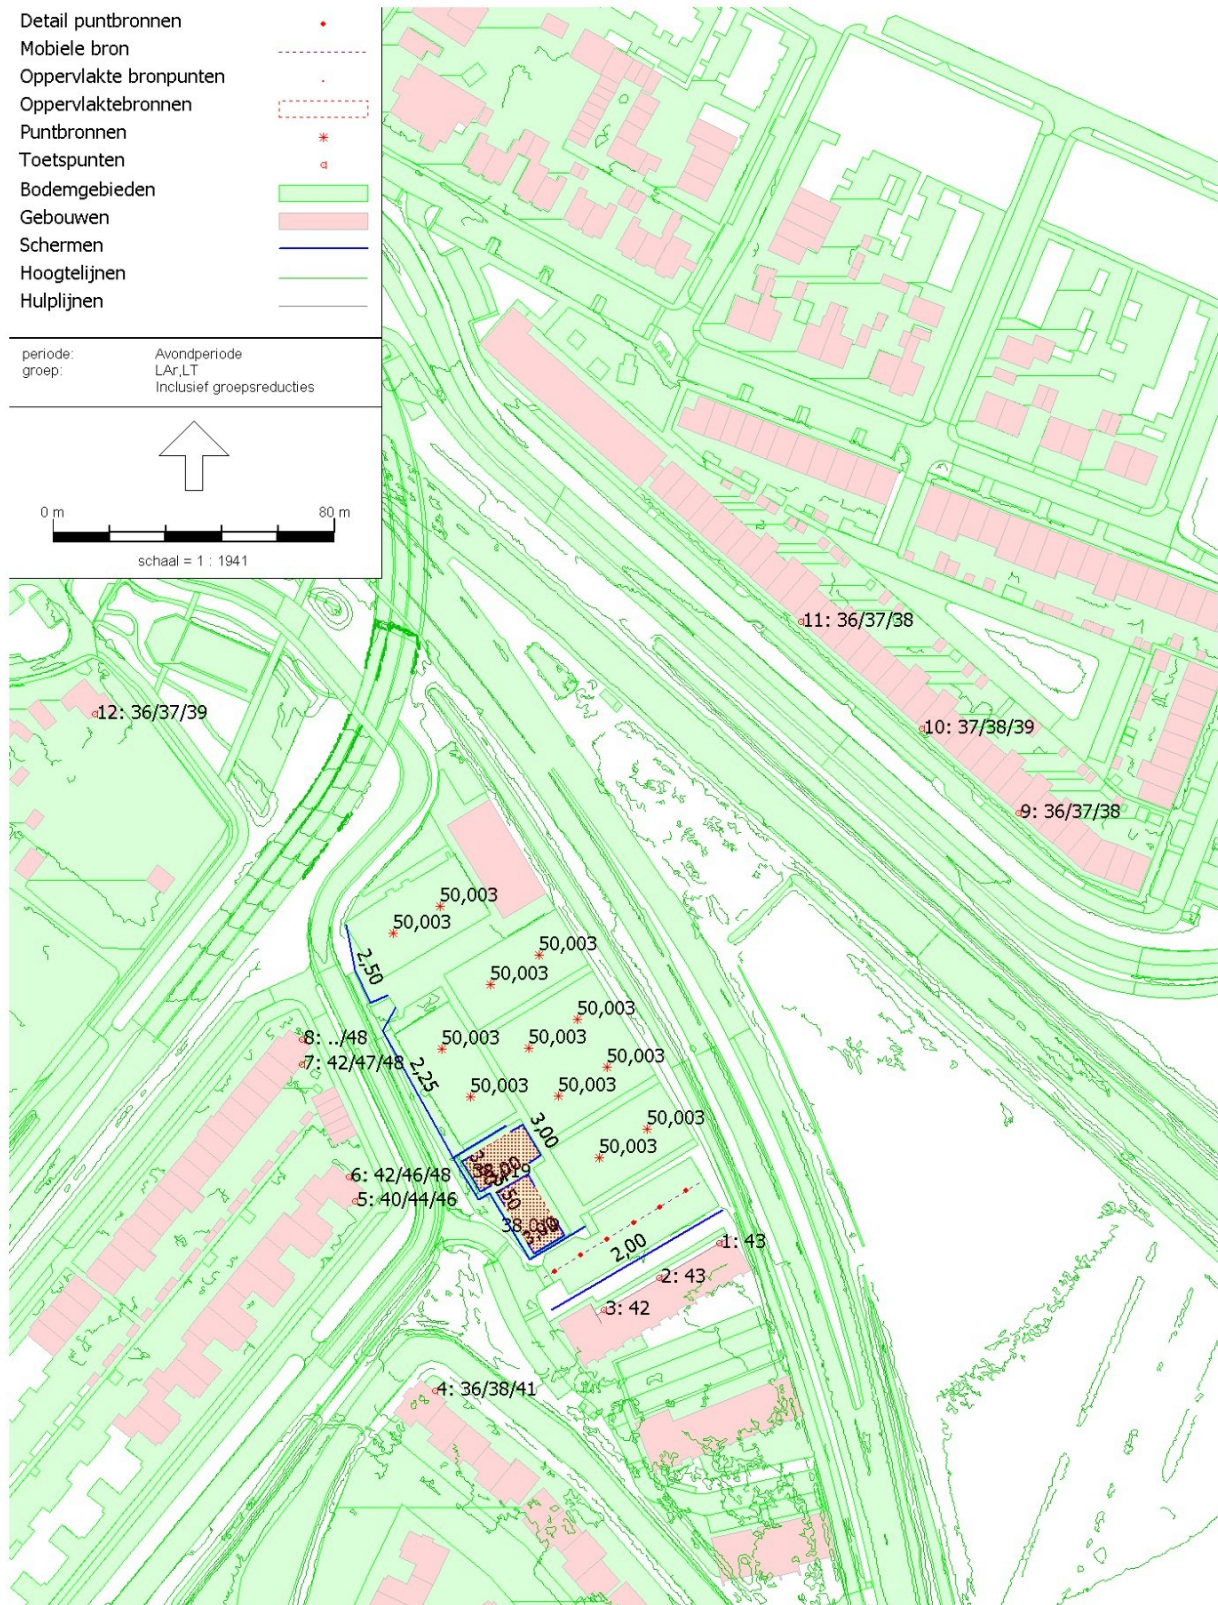 Detail puntbronnen
Mobiele bron
Oppervlakte bronpunten
Oppervlaktebronnen
Puntbronnen
Toetspunten
Bodemgebieden
Gebouwen
Schermen
Hoogtelijnen
Hulplijnen
periode: Avondperiode
groep: LAr,LT
Inclusief groepsreducties
0 m 80 m
schaal = 1 : 1941
11: 36/37/38
12: 36/37/39
10: 37/38/39
9: 36/37/38
50,003
50,003
50,003
2,50
50,003
50,003
8: ../48
50,003
50,003
7: 42/47/48
2,25
50,003
50,003
50,003
3,00
50,003
50,003
6: 42/46/48
5: 40/44/46
2,00
1: 43
2: 43
3: 42
4: 36/38/41